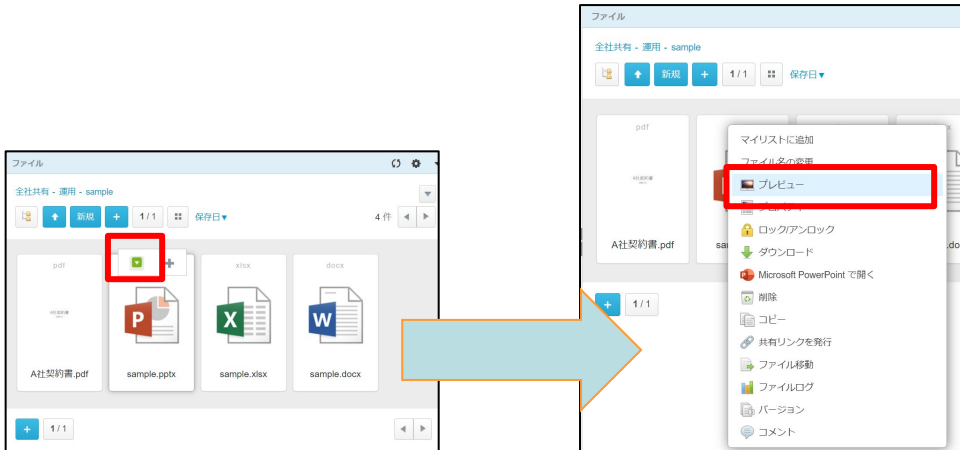 ファイル
全社共有 - 運用 - sample
新規 + 1 / 1 保存日▼
4 件
pdf
xlsx
docx
A社契約書.pdf
sample.pptx
sample.xlsx
sample.docx
+ 1 / 1
ファイル
全社共有 - 運用 - sample
新規 + 1 / 1 保存日▼
pdf
A社契約書.pdf
+ 1 / 1
マイリストに追加
ファイル名の変更
プレビュー
ロック/アンロック
ダウンロード
Microsoft PowerPoint で開く
削除
コピー
共有リンクを発行
ファイル移動
ファイルログ
バージョン
コメント